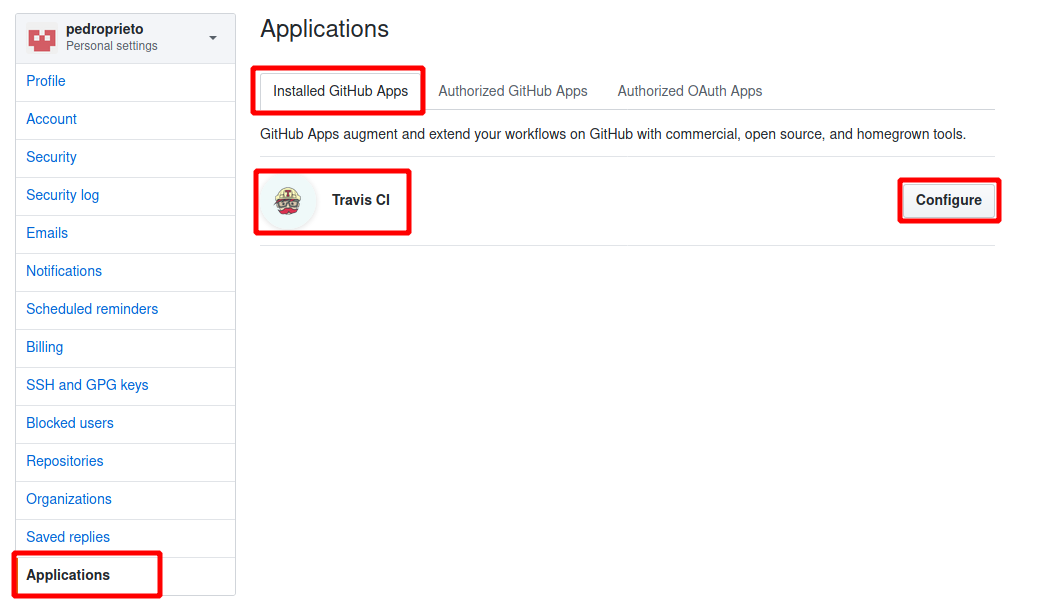 pedroprieto
Personal settings
Profile
Account
Security
Security log
Emails
Notifications
Scheduled reminders
Billing
SSH and GPG keys
Blocked users
Repositories
Organizations
Saved replies
Applications
Applications
Installed GitHub Apps
Authorized GitHub Apps
Authorized OAuth Apps
GitHub Apps augment and extend your workflows on GitHub with commercial, open source, and homegrown tools.
Travis CI
Configure